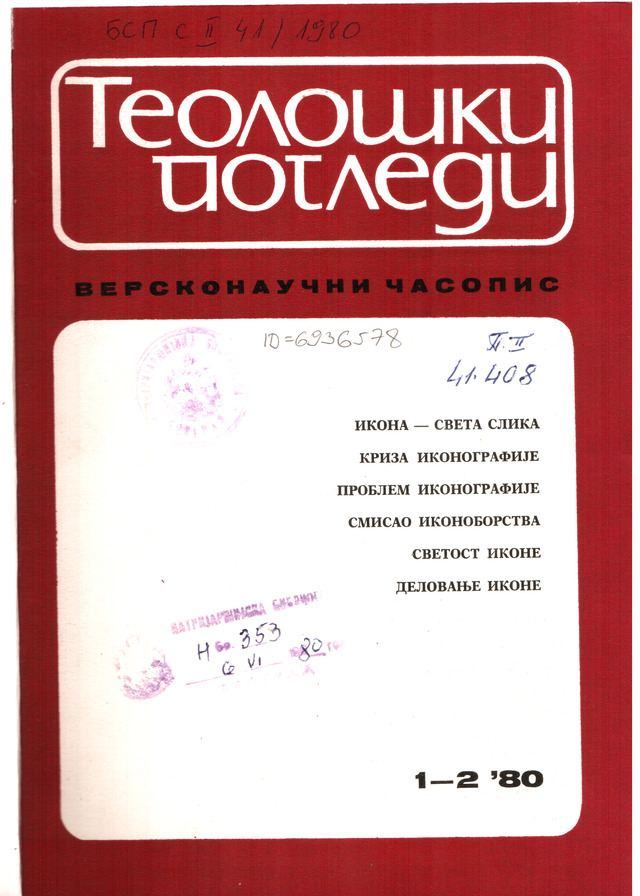 БСП С II 41/1980
Теолошки
погледи
ВЕРСКОНАУЧНИ ЧАСОПИС
ID=6936578
П. II
41.408
ИКОНА — СВЕТА СЛИКА
КРИЗА ИКОНОГРАФИЈЕ
ПРОБЛЕМ ИКОНОГРАФИЈЕ
СМИСАО ИКОНОБОРСТВА
СВЕТОСТ ИКОНЕ
ДЕЛОВАЊЕ ИКОНЕ
ПАТРИЈАРШИЈСКА
Н Бр. 353
6 VI 80
1—2 '80